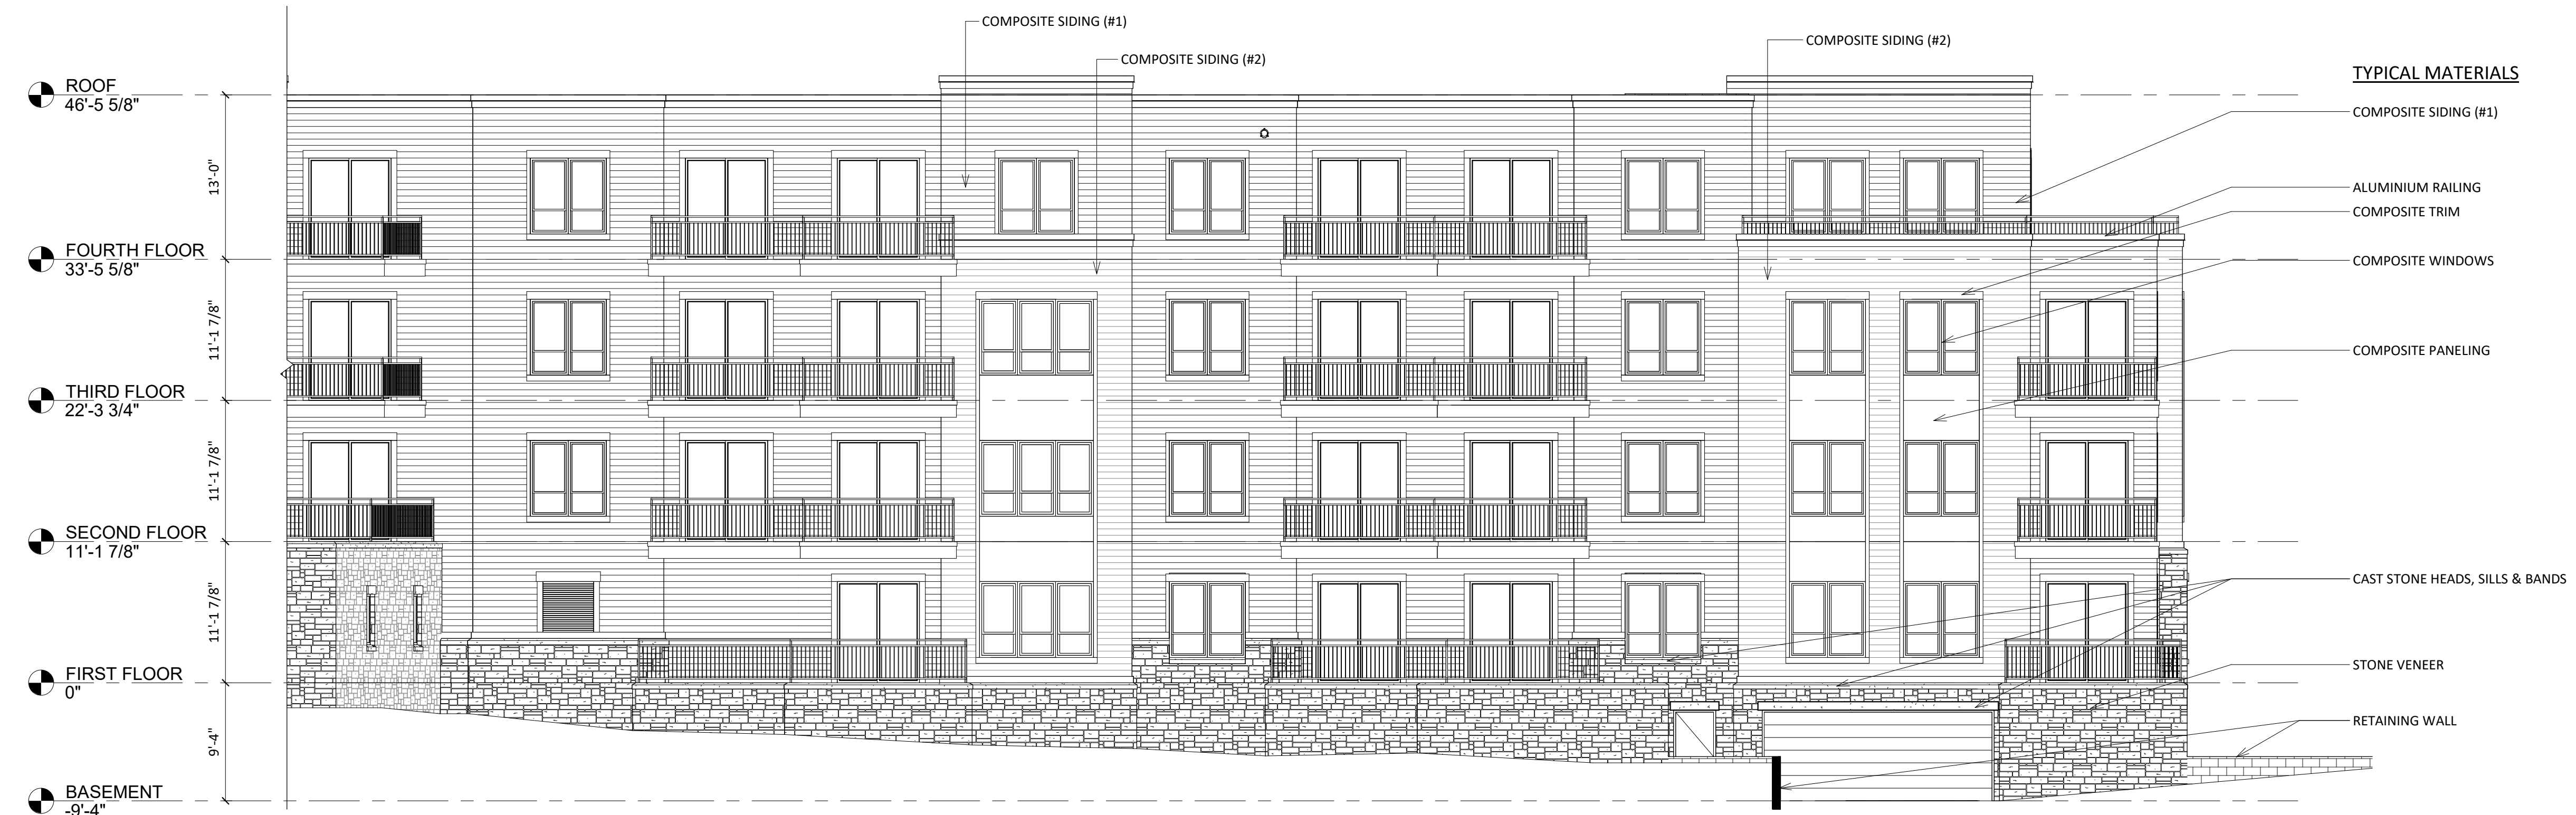 COMPOSITE SIDING (#1)
COMPOSITE SIDING (#2)
COMPOSITE SIDING (#2)
TYPICAL MATERIALS
ROOF
46'-5 5/8"
COMPOSITE SIDING (#1)
13'-0"
ALUMINIUM RAILING
COMPOSITE TRIM
FOURTH FLOOR
33'-5 5/8"
COMPOSITE WINDOWS
11'-1 7/8"
COMPOSITE PANELING
THIRD FLOOR
22'-3 3/4"
11'-1 7/8"
SECOND FLOOR
11'-1 7/8"
CAST STONE HEADS, SILLS & BANDS
11'-1 7/8"
STONE VENEER
FIRST FLOOR
0"
RETAINING WALL
9'-4"
BASEMENT
-9'-4"